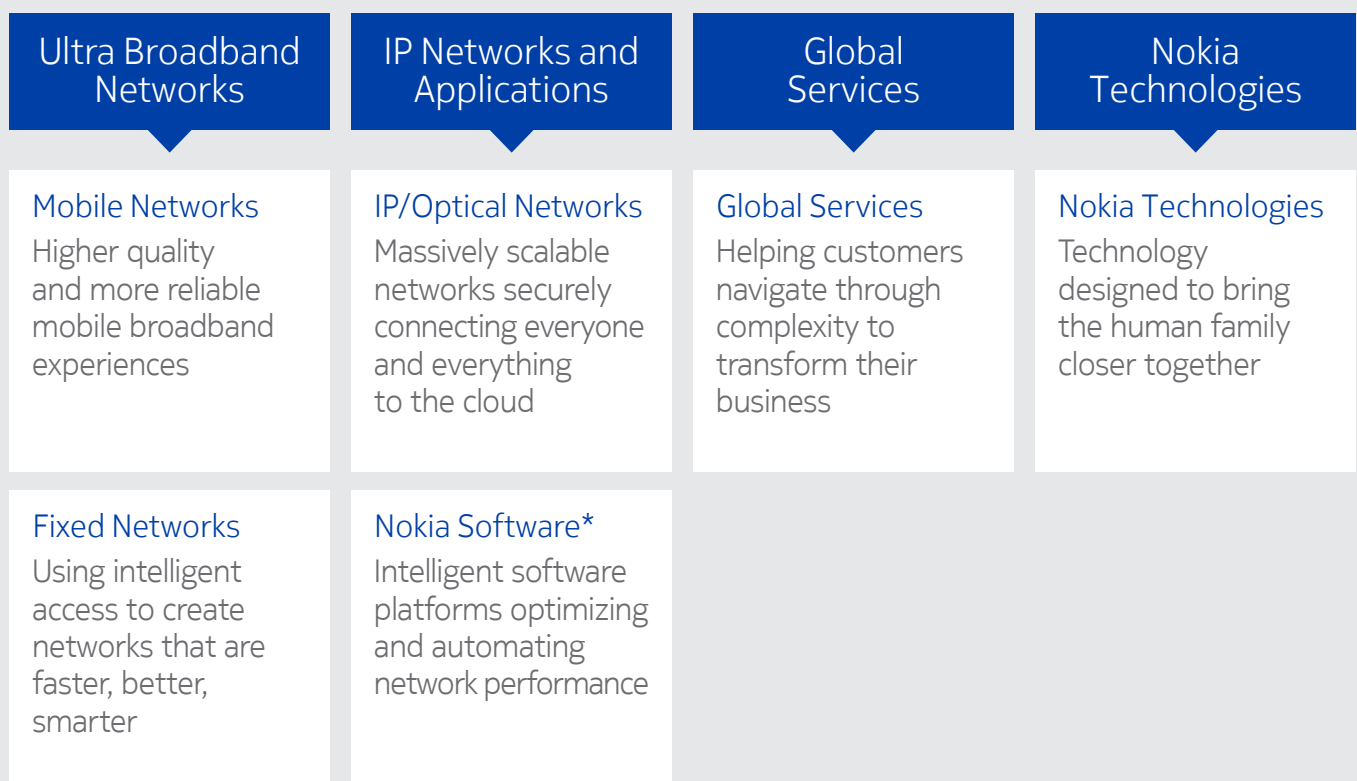 Ultra Broadband
Networks
IP Networks and
Applications
Global
Services
Nokia
Technologies
Mobile Networks
Higher quality
and more reliable
mobile broadband
experiences
IP/Optical Networks
Massively scalable
networks securely
connecting everyone
and everything
to the cloud
Global Services
Helping customers
navigate through
complexity to
transform their
business
Nokia Technologies
Technology
designed to bring
the human family
closer together
Fixed Networks
Using intelligent
access to create
networks that are
faster, better,
smarter
Nokia Software*
Intelligent software
platforms optimizing
and automating
network performance